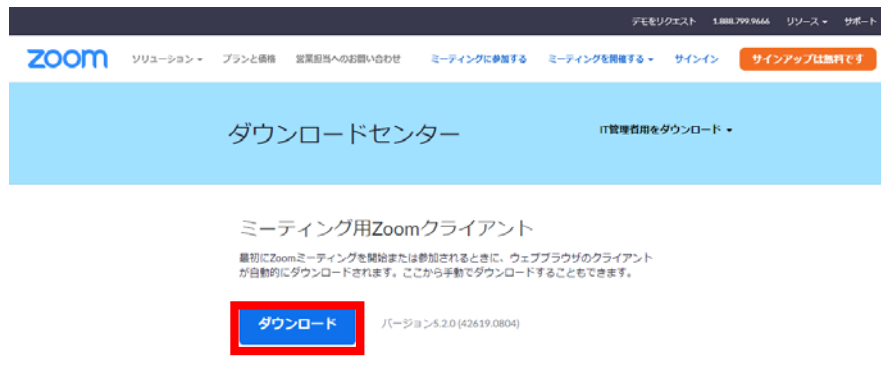 デモをリクエスト 1.888.799.9666 リソース サポート
zoom ソリューション プランと価格 営業担当へのお問い合わせ ミーティングに参加する ミーティングを開催する サインイン サインアップは無料です
ダウンロードセンター IT管理者用をダウンロード
ミーティング用Zoomクライアント
最初にZoomミーティングを開始または参加されるときに、ウェブブラウザのクライアント
が自動的にダウンロードされます。ここから手動でダウンロードすることもできます。
ダウンロード バージョン5.2.0 (42619.0804)